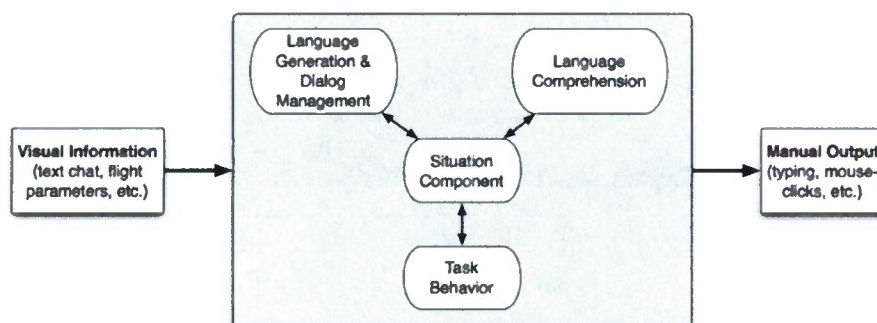 Language
Generation &
Dialog
Management
Language
Comprehension
Visual Information
(text chat, flight
parameters, etc.)
Situation
Component
Manual Output
(typing, mouse-
clicks, etc.)
Task
Behavior